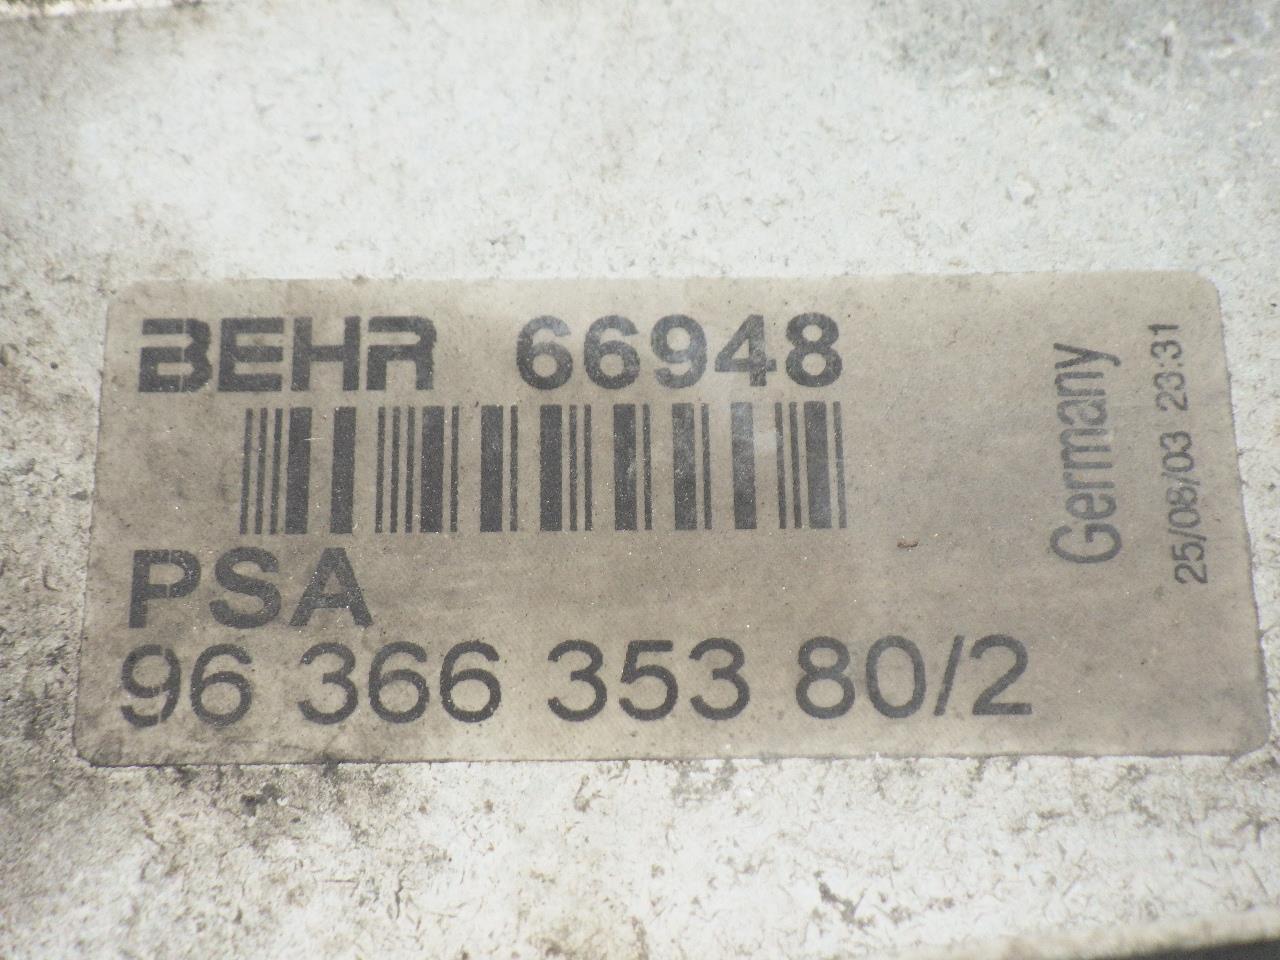 BEHR 66948
PSA
96 366 353 80/2
Germany
25/08/03 23:31